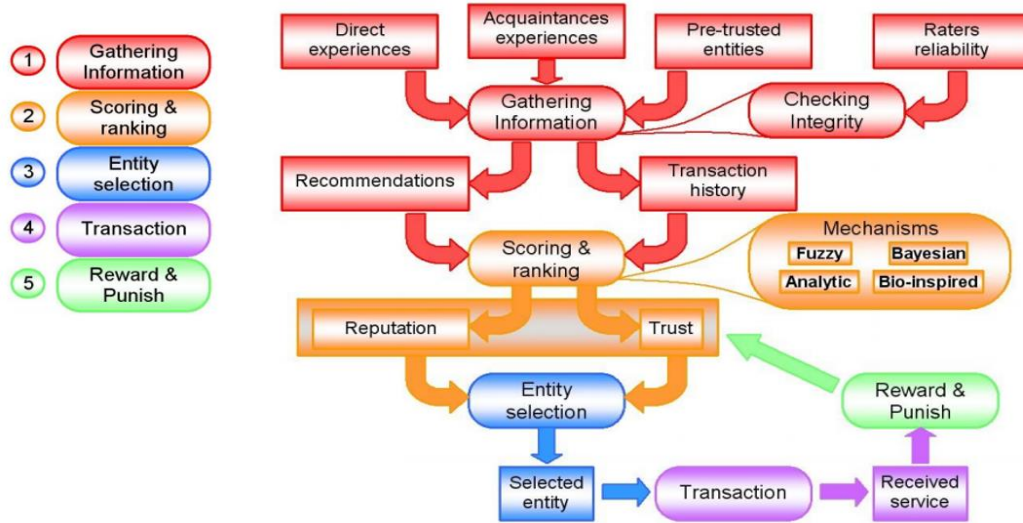 1
Gathering
Information
2
Scoring &
ranking
3
Entity
selection
4
Transaction
5
Reward &
Punish
Direct
experiences
Acquaintances
experiences
Pre-trusted
entities
Raters
reliability
Gathering
Information
Checking
Integrity
Recommendations
Transaction
history
Scoring &
ranking
Mechanisms
Fuzzy
Bayesian
Analytic
Bio-inspired
Reputation
Trust
Entity
selection
Reward &
Punish
Selected
entity
Transaction
Received
service